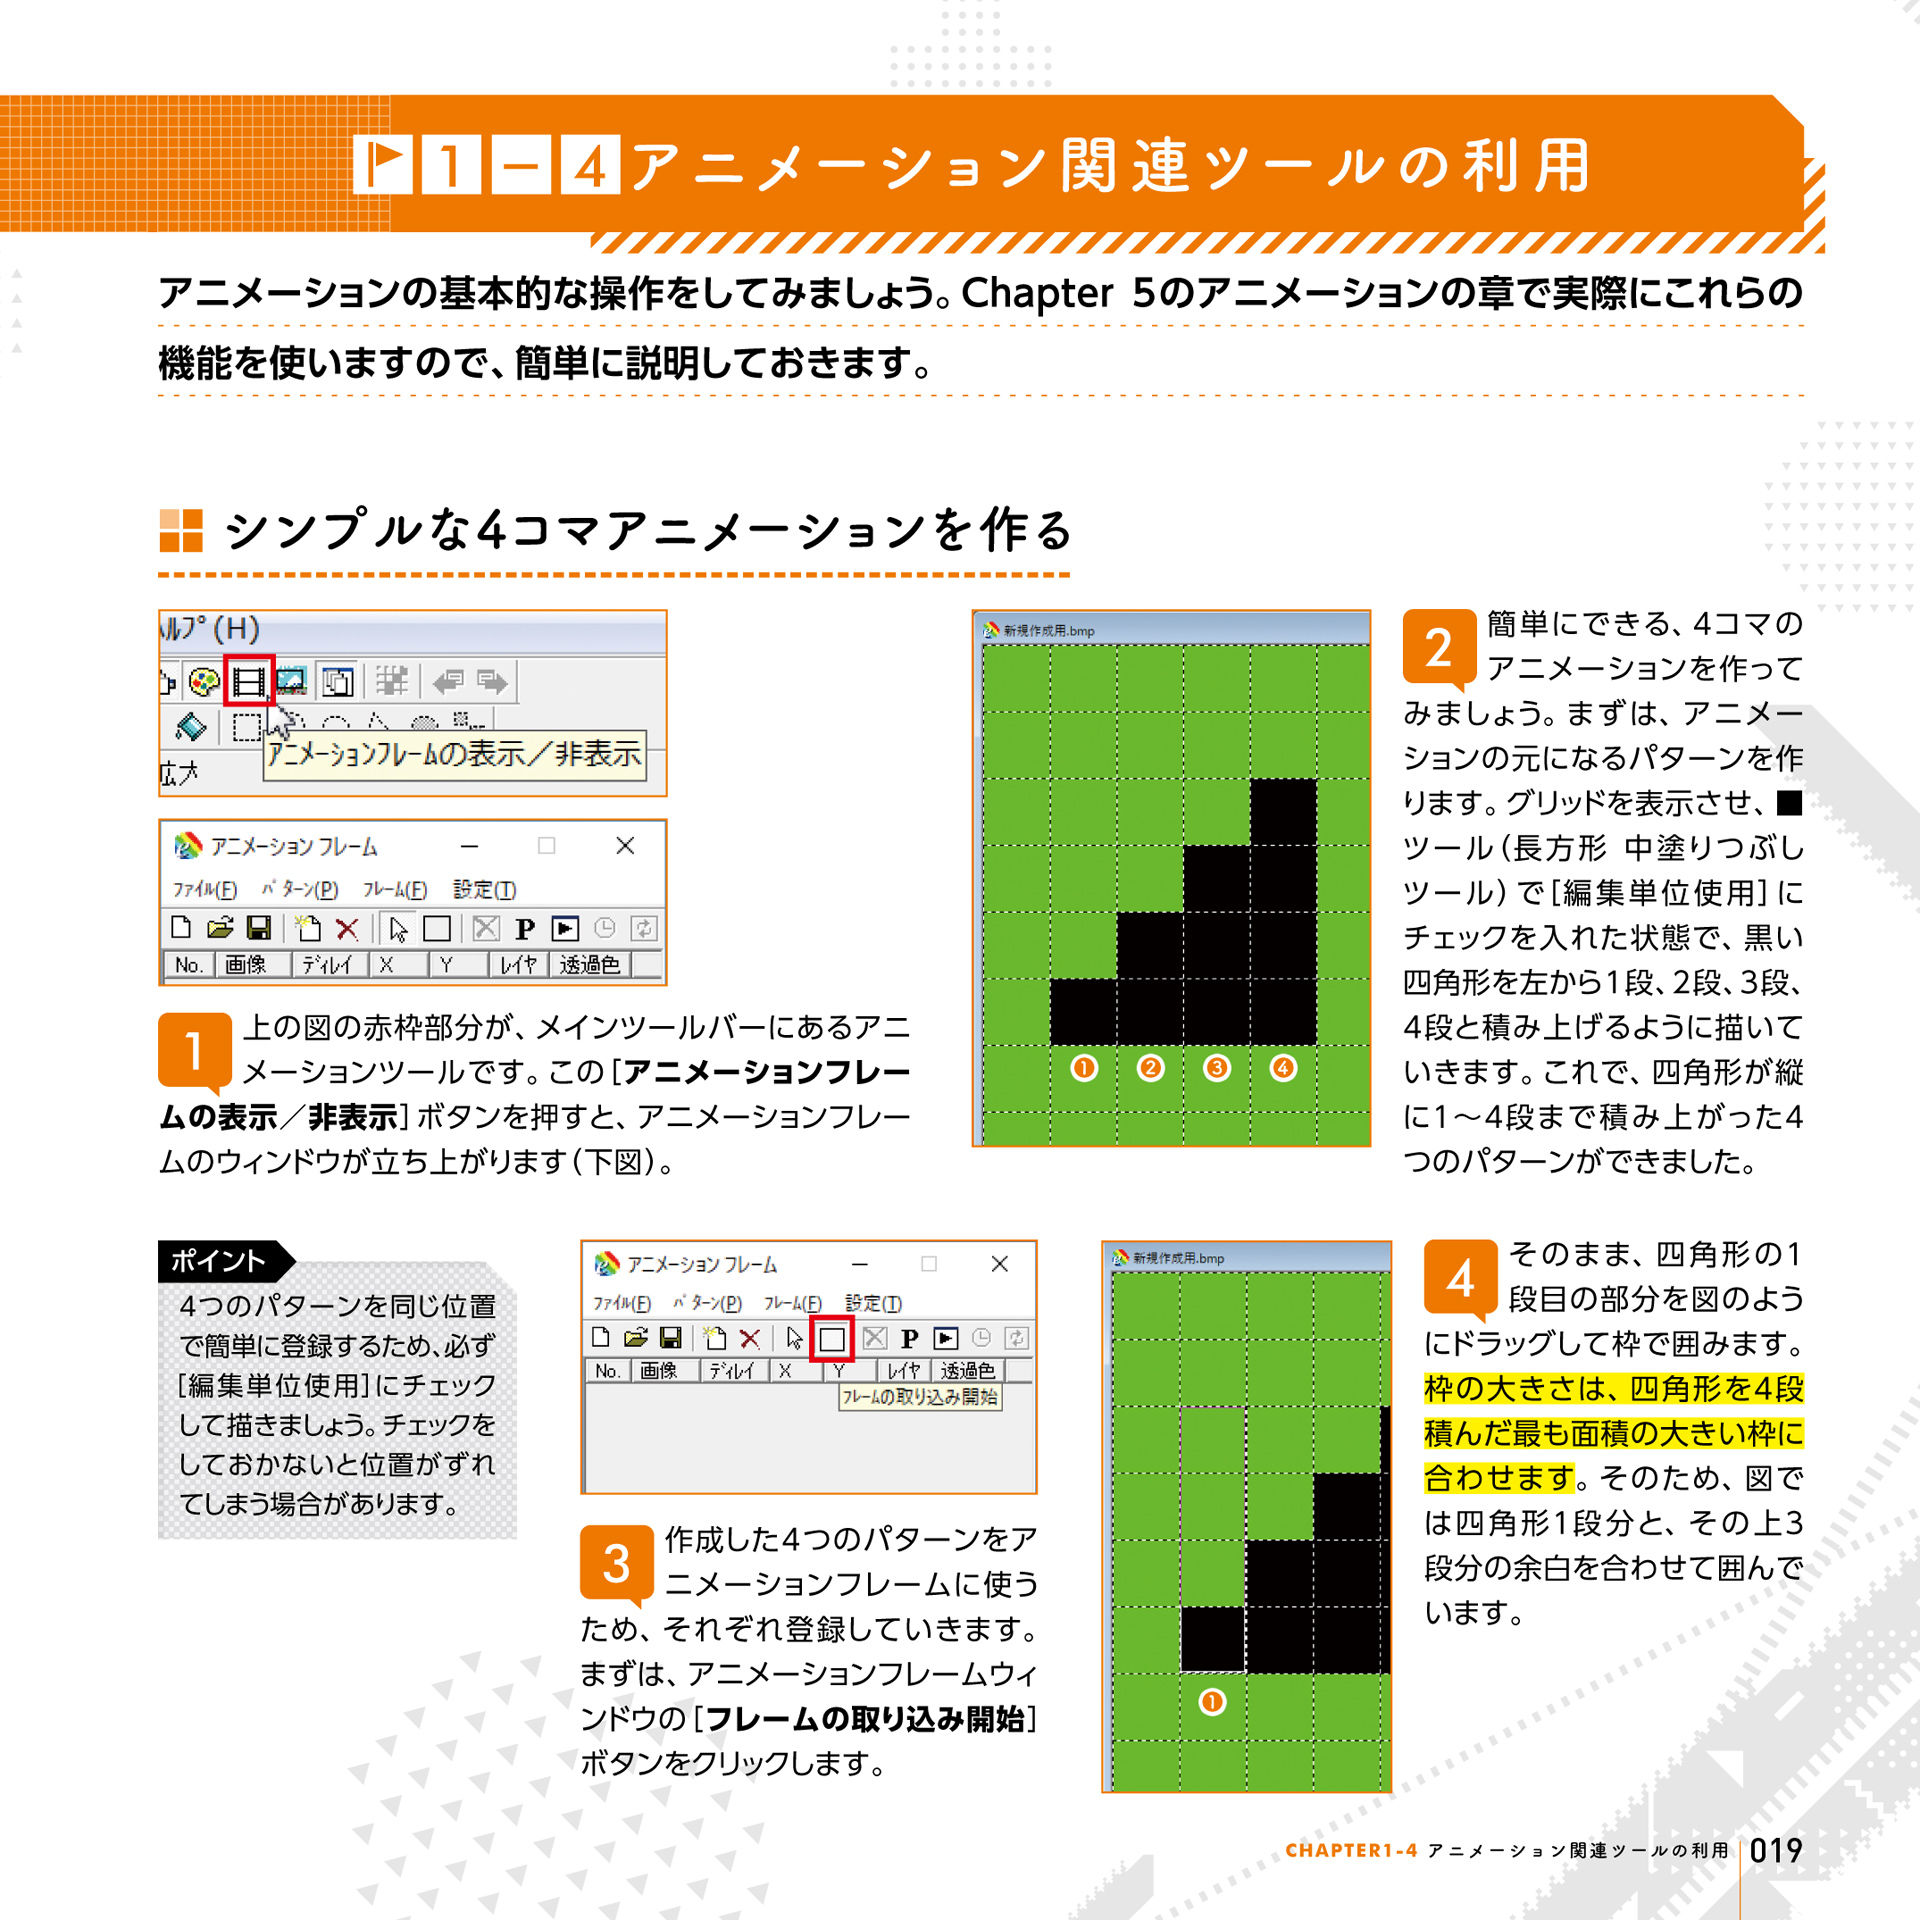 1-4 アニメーション関連ツールの利用
アニメーションの基本的な操作をしてみましょう。Chapter 5のアニメーションの章で実際にこれらの
機能を使いますので、簡単に説明しておきます。
シンプルな4コマアニメーションを作る
ヘルプ(H)
アニメーションフレームの表示／非表示
広大
アニメーション フレーム
ファイル(F) パターン(P) フレーム(F) 設定(T)
P
No. 画像 ディレイ X Y レイヤ 透過色
1
上の図の赤枠部分が、メインツールバーにあるアニ
メーションツールです。この[アニメーションフレー
ムの表示／非表示]ボタンを押すと、アニメーションフレー
ムのウィンドウが立ち上がります（下図）。
新規作成用.bmp
1 2 3 4
2
簡単にできる、4コマの
アニメーションを作って
みましょう。まずは、アニメー
ションの元になるパターンを作
ります。グリッドを表示させ、■
ツール（長方形 中塗りつぶし
ツール）で[編集単位使用]に
チェックを入れた状態で、黒い
四角形を左から1段、2段、3段、
4段と積み上げるように描いて
いきます。これで、四角形が縦
に1～4段まで積み上がった4
つのパターンができました。
ポイント
4つのパターンを同じ位置
で簡単に登録するため、必ず
[編集単位使用]にチェック
して描きましょう。チェックを
しておかないと位置がずれ
てしまう場合があります。
アニメーション フレーム
ファイル(F) パターン(P) フレーム(F) 設定(T)
P
No. 画像 ディレイ X Y レイヤ 透過色
フレームの取り込み開始
3
作成した4つのパターンをア
ニメーションフレームに使う
ため、それぞれ登録していきます。
まずは、アニメーションフレームウィ
ンドウの[フレームの取り込み開始]
ボタンをクリックします。
新規作成用.bmp
1
4
そのまま、四角形の1
段目の部分を図のよう
にドラッグして枠で囲みます。
枠の大きさは、四角形を4段
積んだ最も面積の大きい枠に
合わせます。そのため、図で
は四角形1段分と、その上3
段分の余白を合わせて囲んで
います。
CHAPTER1-4 アニメーション関連ツールの利用 019